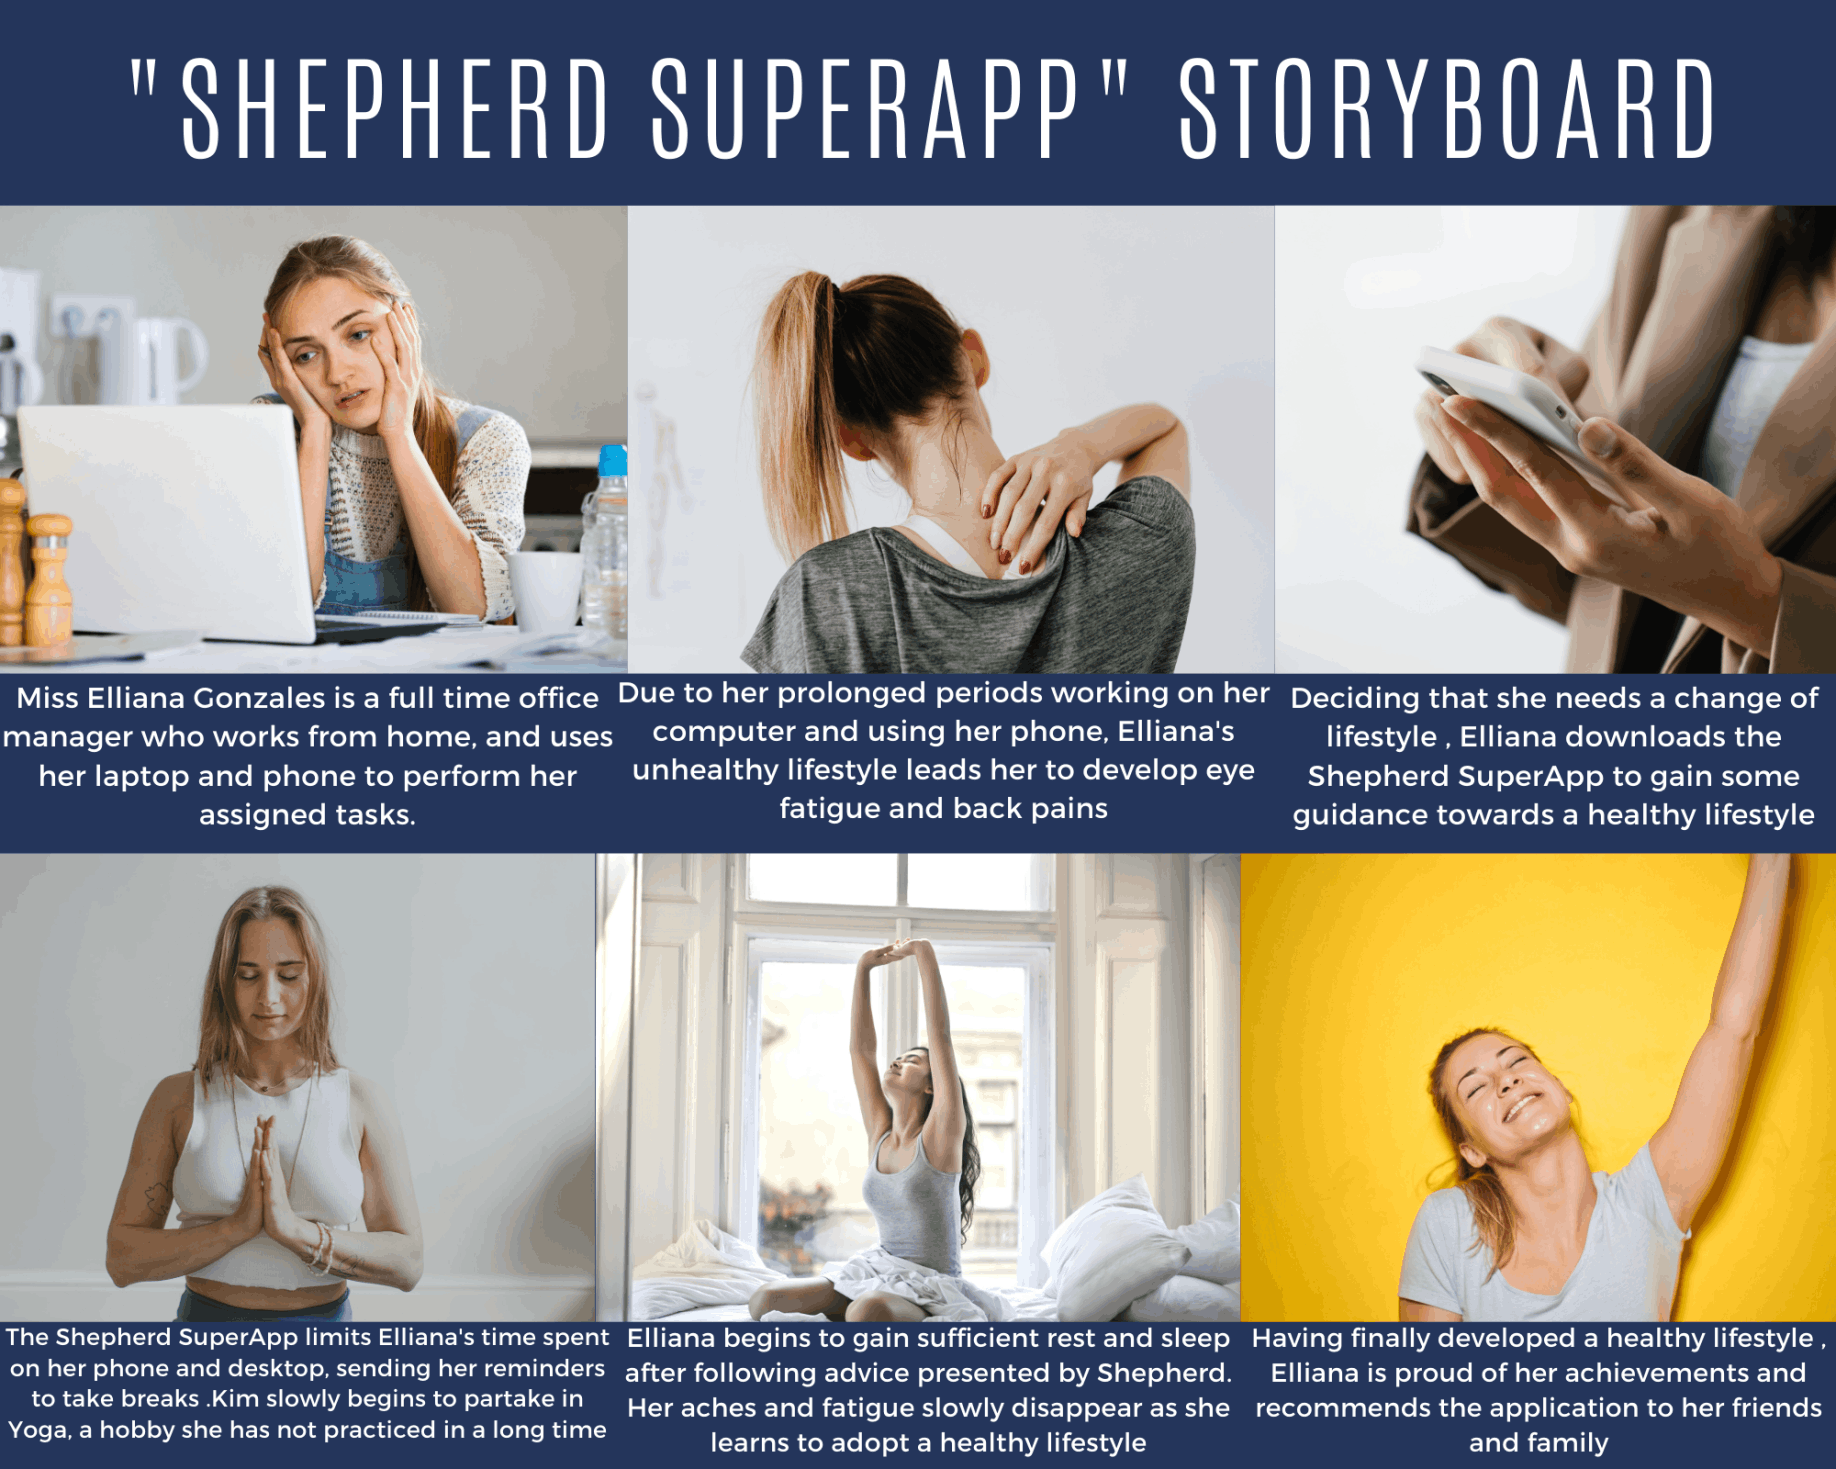 "SHEPHERD SUPERAPP" STORYBOARD
Miss Elliana Gonzales is a full time office
manager who works from home, and uses
her laptop and phone to perform her
assigned tasks.
Due to her prolonged periods working on her
computer and using her phone, Elliana's
unhealthy lifestyle leads her to develop eye
fatigue and back pains
Deciding that she needs a change of
lifestyle , Elliana downloads the
Shepherd SuperApp to gain some
guidance towards a healthy lifestyle
The Shepherd SuperApp limits Elliana's time spent
on her phone and desktop, sending her reminders
to take breaks .Kim slowly begins to partake in
Yoga, a hobby she has not practiced in a long time
Elliana begins to gain sufficient rest and sleep
after following advice presented by Shepherd.
Her aches and fatigue slowly disappear as she
learns to adopt a healthy lifestyle
Having finally developed a healthy lifestyle ,
Elliana is proud of her achievements and
recommends the application to her friends
and family